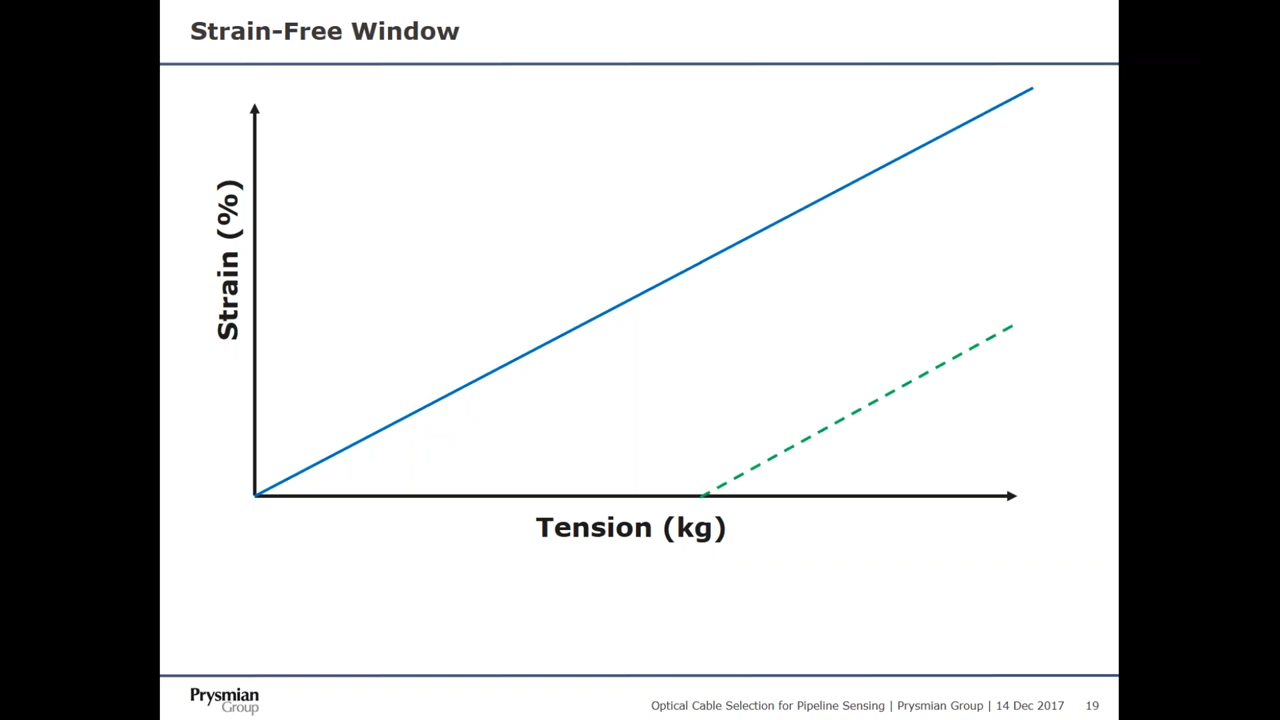 Strain-Free Window
Strain (%)
Tension (kg)
Prysmian
Group
Optical Cable Selection for Pipeline Sensing | Prysmian Group | 14 Dec 2017 19